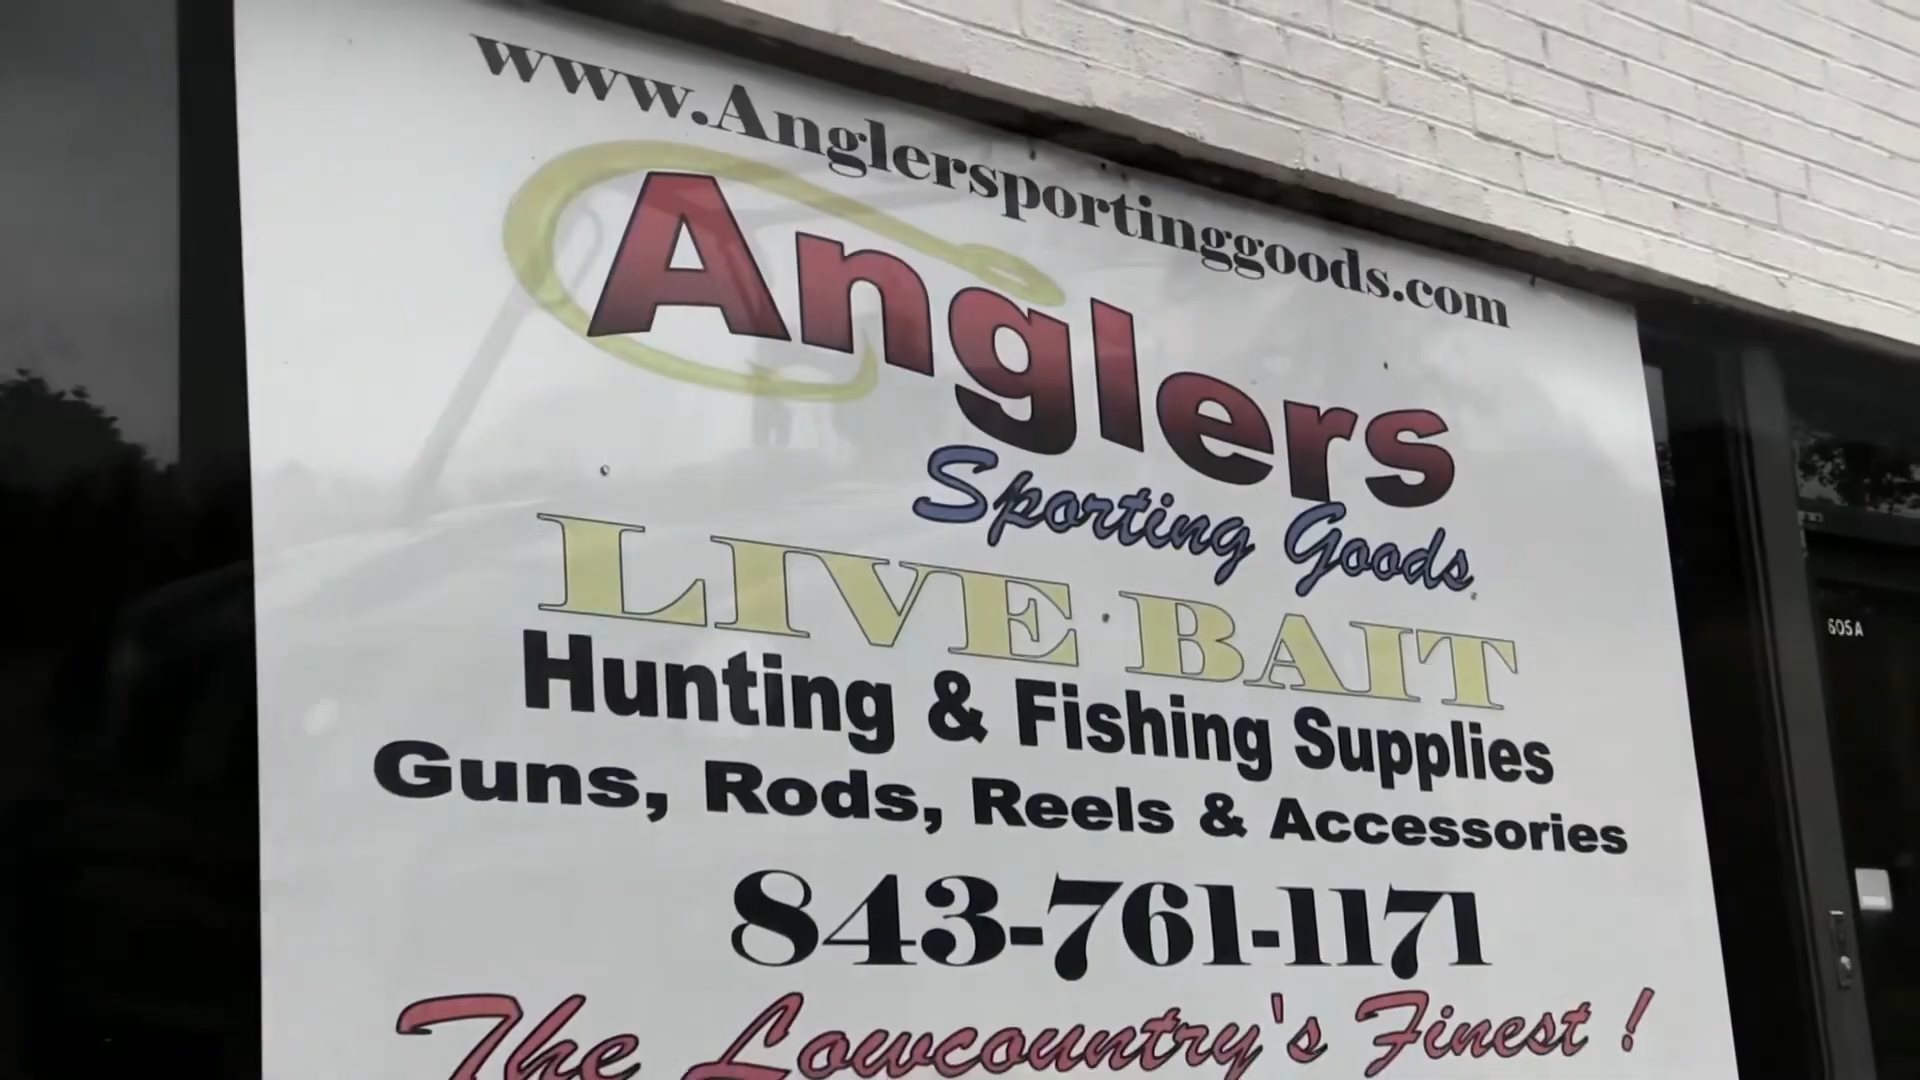 www.Anglersportinggoods.com
Anglers
Sporting Goods
LIVE BAIT
Hunting & Fishing Supplies
Guns, Rods, Reels & Accessories
843-761-1171
The Lowcountry's Finest !
605A